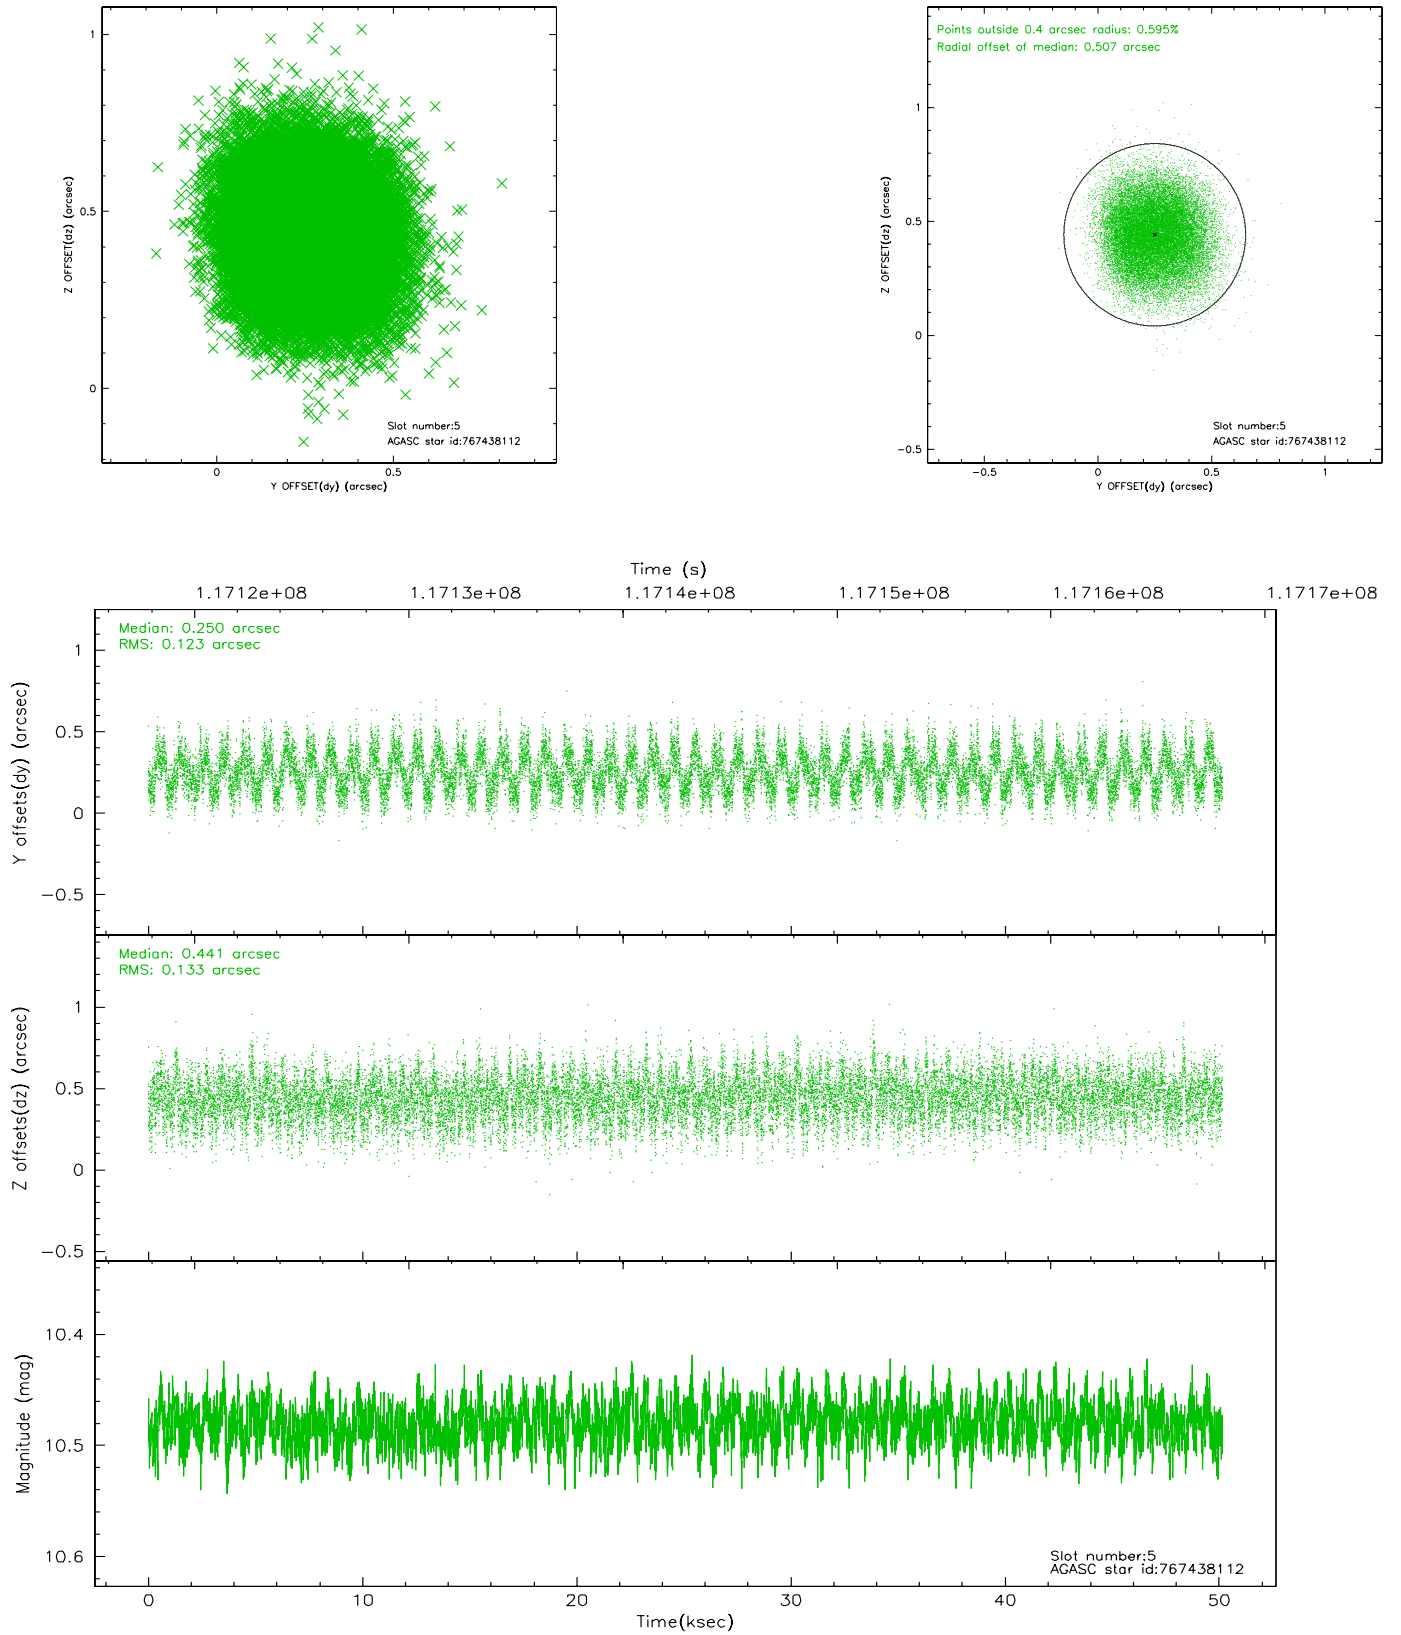 1
0.5
0
Z OFFSET(dz) (arcsec)
Slot number:5
AGASC star id:767438112
0
0.5
Y OFFSET(dy) (arcsec)
Points outside 0.4 arcsec radius: 0.595%
Radial offset of median: 0.507 arcsec
1
0.5
0
−0.5
Z OFFSET(dz) (arcsec)
Slot number:5
AGASC star id:767438112
−0.5
0
0.5
1
Y OFFSET(dy) (arcsec)
Time (s)
1.1712e+08
1.1713e+08
1.1714e+08
1.1715e+08
1.1716e+08
1.1717e+08
Median: 0.250 arcsec
RMS: 0.123 arcsec
1
0.5
0
−0.5
Y offsets(dy) (arcsec)
Median: 0.441 arcsec
RMS: 0.133 arcsec
1
0.5
0
−0.5
Z offsets(dz) (arcsec)
10.4
10.5
10.6
Magnitude (mag)
Slot number:5
AGASC star id:767438112
0
10
20
30
40
50
Time(ksec)